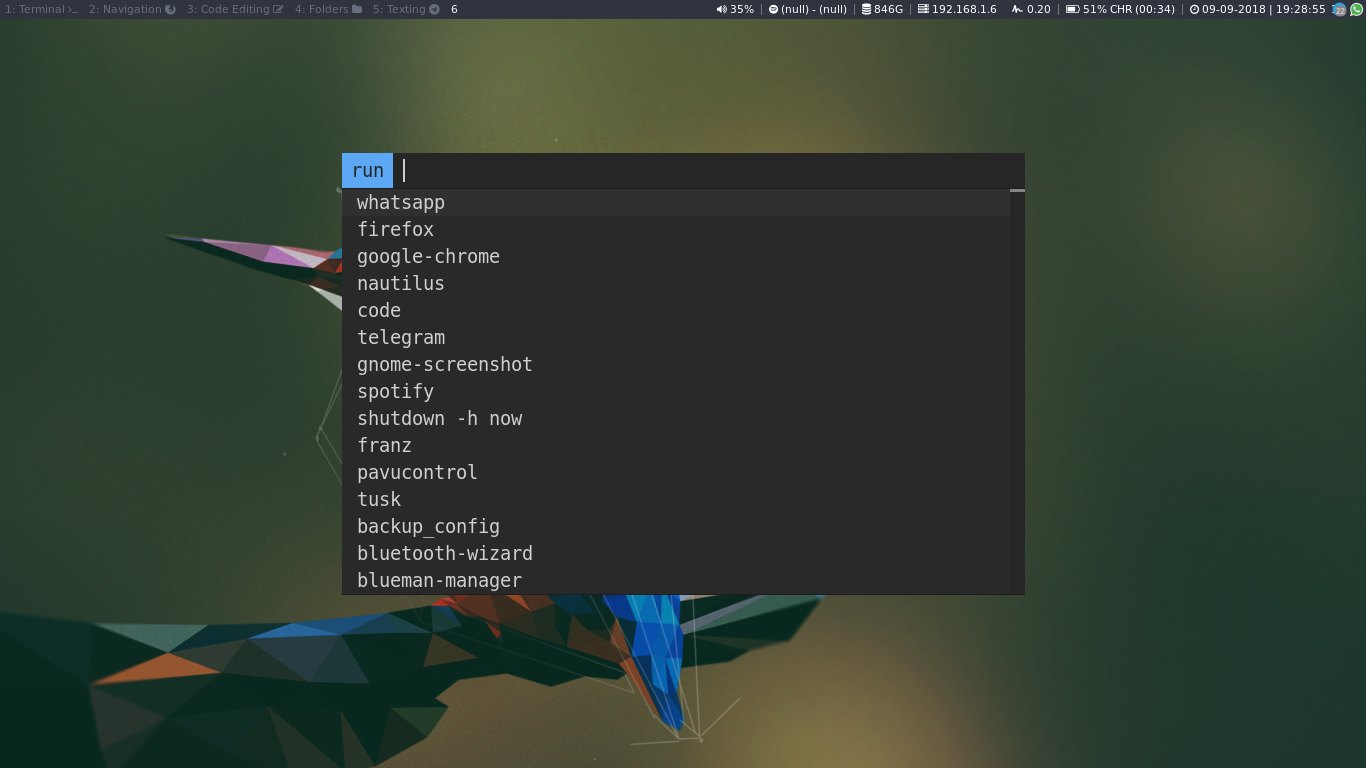 1: Terminal 2: Navigation 3: Code Editing 4: Folders 5: Texting 6 35% | (null) - (null) | 846G | 192.168.1.6 0.20 | 51% CHR (00:34) | 09-09-2018 | 19:28:55 22
run
whatsapp
firefox
google-chrome
nautilus
code
telegram
gnome-screenshot
spotify
shutdown -h now
franz
pavucontrol
tusk
backup_config
bluetooth-wizard
blueman-manager